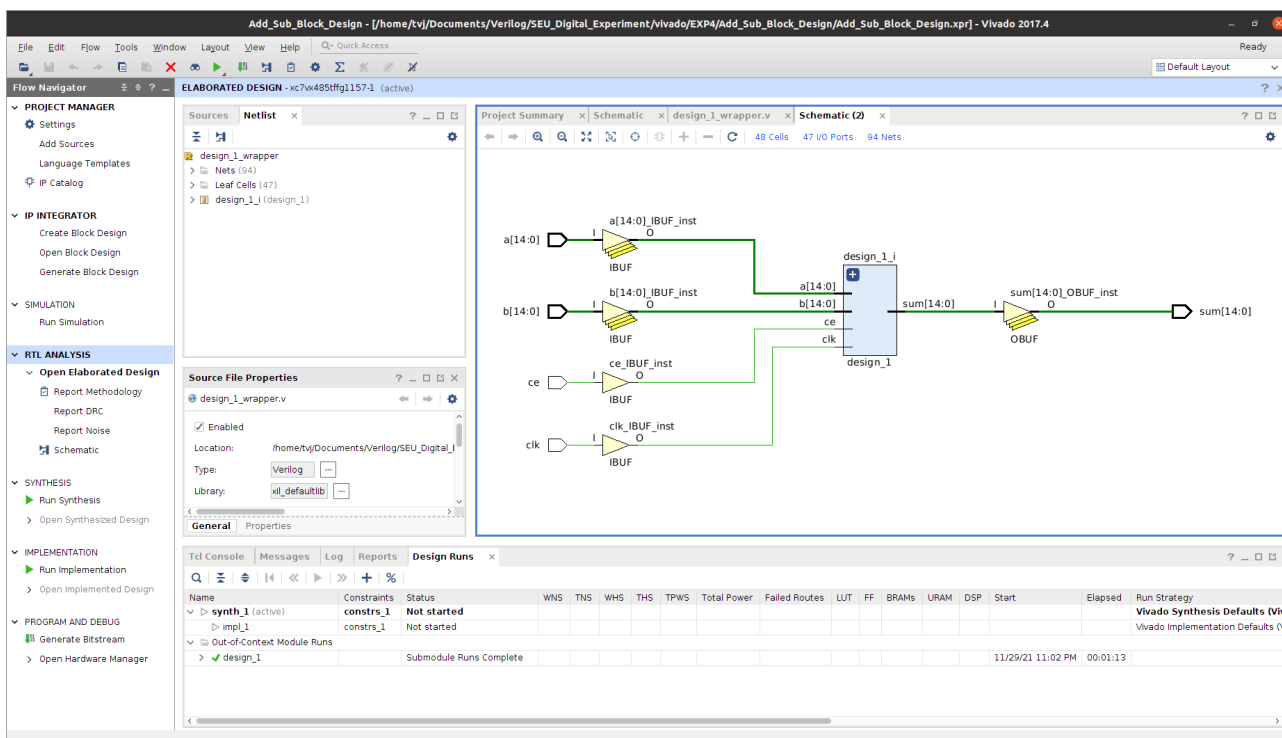 Add_Sub_Block_Design - [/home/tvj/Documents/Verilog/SEU_Digital_Experiment/vivado/EXP4/Add_Sub_Block_Design/Add_Sub_Block_Design.xpr] - Vivado 2017.4
File Edit Flow Tools Window Layout View Help Quick Access Ready
Default Layout
Flow Navigator
PROJECT MANAGER
Settings
Add Sources
Language Templates
IP Catalog
IP INTEGRATOR
Create Block Design
Open Block Design
Generate Block Design
SIMULATION
Run Simulation
RTL ANALYSIS
Open Elaborated Design
Report Methodology
Report DRC
Report Noise
Schematic
SYNTHESIS
Run Synthesis
Open Synthesized Design
IMPLEMENTATION
Run Implementation
Open Implemented Design
PROGRAM AND DEBUG
Generate Bitstream
Open Hardware Manager
ELABORATED DESIGN - xc7vx485tffg1157-1 (active)
Sources Netlist
design_1_wrapper
Nets (94)
Leaf Cells (47)
design_1_i (design_1)
Source File Properties
design_1_wrapper.v
Enabled
Location: /home/tvj/Documents/Verilog/SEU_Digital_E
Type: Verilog
Library: xil_defaultlib
General Properties
Project Summary Schematic design_1_wrapper.v Schematic (2)
48 Cells 47 I/O Ports 94 Nets
a[14:0]_IBUF_inst
a[14:0] I O
IBUF
b[14:0]_IBUF_inst
b[14:0] I O
IBUF
ce_IBUF_inst
ce I O
IBUF
clk_IBUF_inst
clk I O
IBUF
design_1_i
a[14:0]
b[14:0] sum[14:0]
ce
clk
design_1
sum[14:0]_OBUF_inst
I O sum[14:0]
OBUF
Tcl Console Messages Log Reports Design Runs
Name Constraints Status WNS TNS WHS THS TPWS Total Power Failed Routes LUT FF BRAMs URAM DSP Start Elapsed Run Strategy
synth_1 (active) constrs_1 Not started Vivado Synthesis Defaults (Viv
impl_1 constrs_1 Not started Vivado Implementation Defaults (V
Out-of-Context Module Runs
design_1 Submodule Runs Complete 11/29/21 11:02 PM 00:01:13